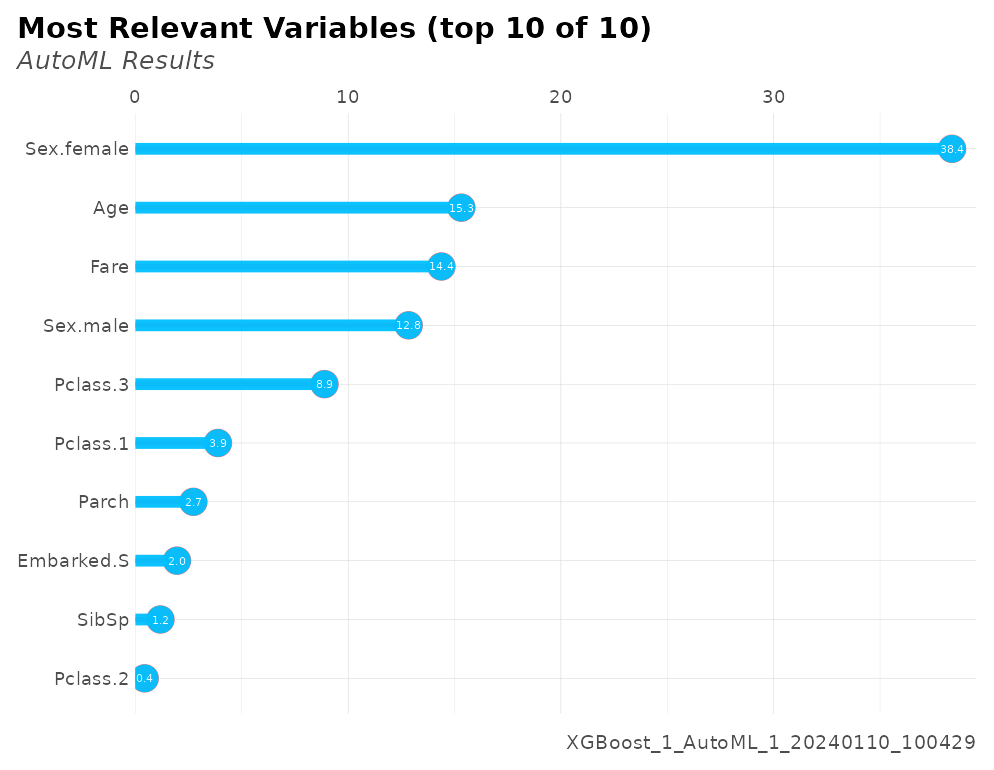 Most Relevant Variables (top 10 of 10)
AutoML Results
0 10 20 30
Sex.female 38.4
Age 15.3
Fare 14.4
Sex.male 12.8
Pclass.3 8.9
Pclass.1 3.9
Parch 2.7
Embarked.S 2.0
SibSp 1.2
Pclass.2 0.4
XGBoost_1_AutoML_1_20240110_100429